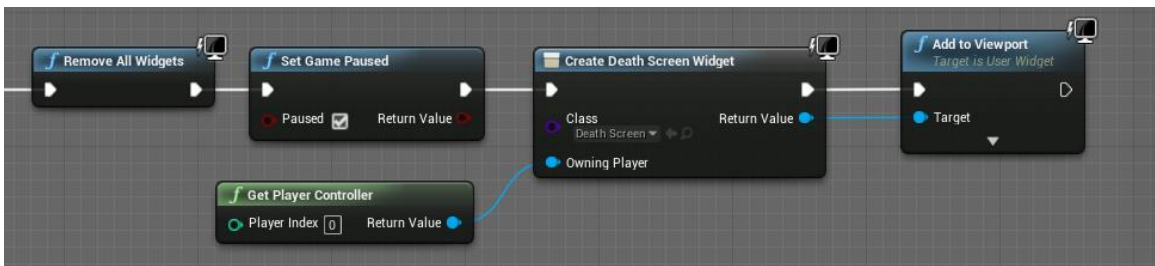 f Remove All Widgets
f Set Game Paused
Paused
Return Value
Create Death Screen Widget
Class
Death Screen
Return Value
Owning Player
f Add to Viewport
Target is User Widget
Target
f Get Player Controller
Player Index 0
Return Value